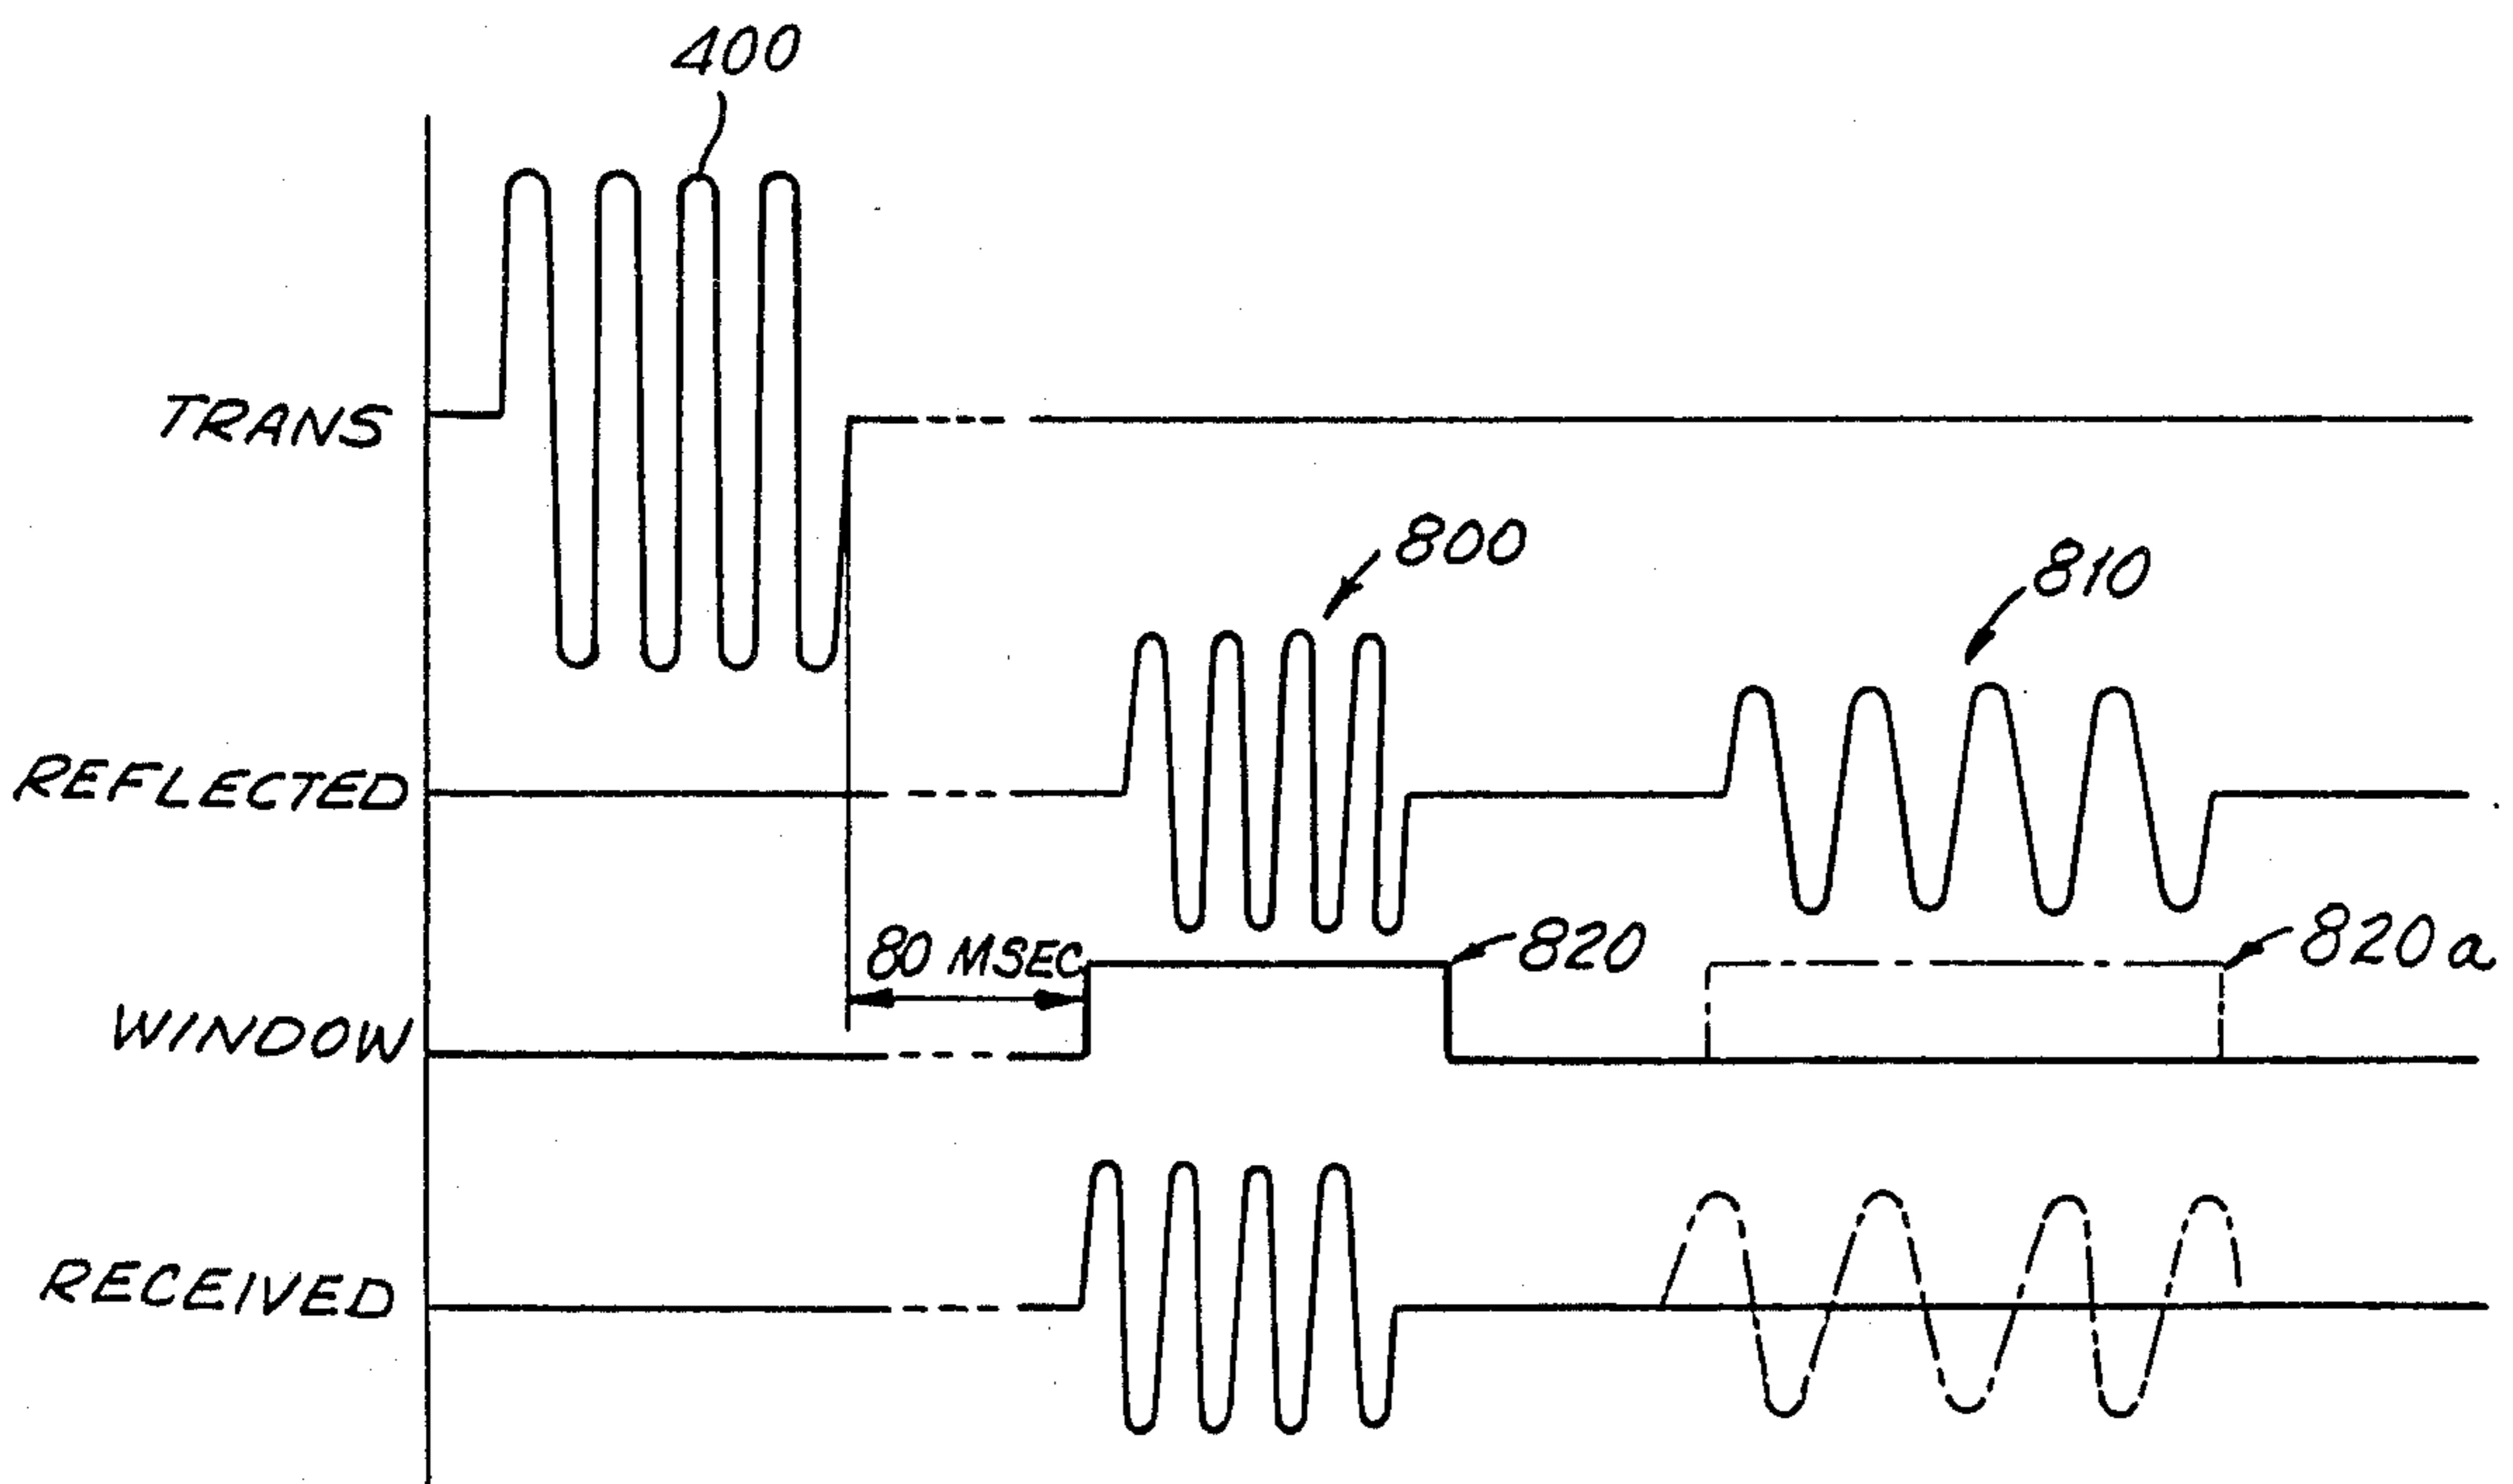 400
TRANS
800
810
REFLECTED
80 MSEC
820
820a
WINDOW
RECEIVED